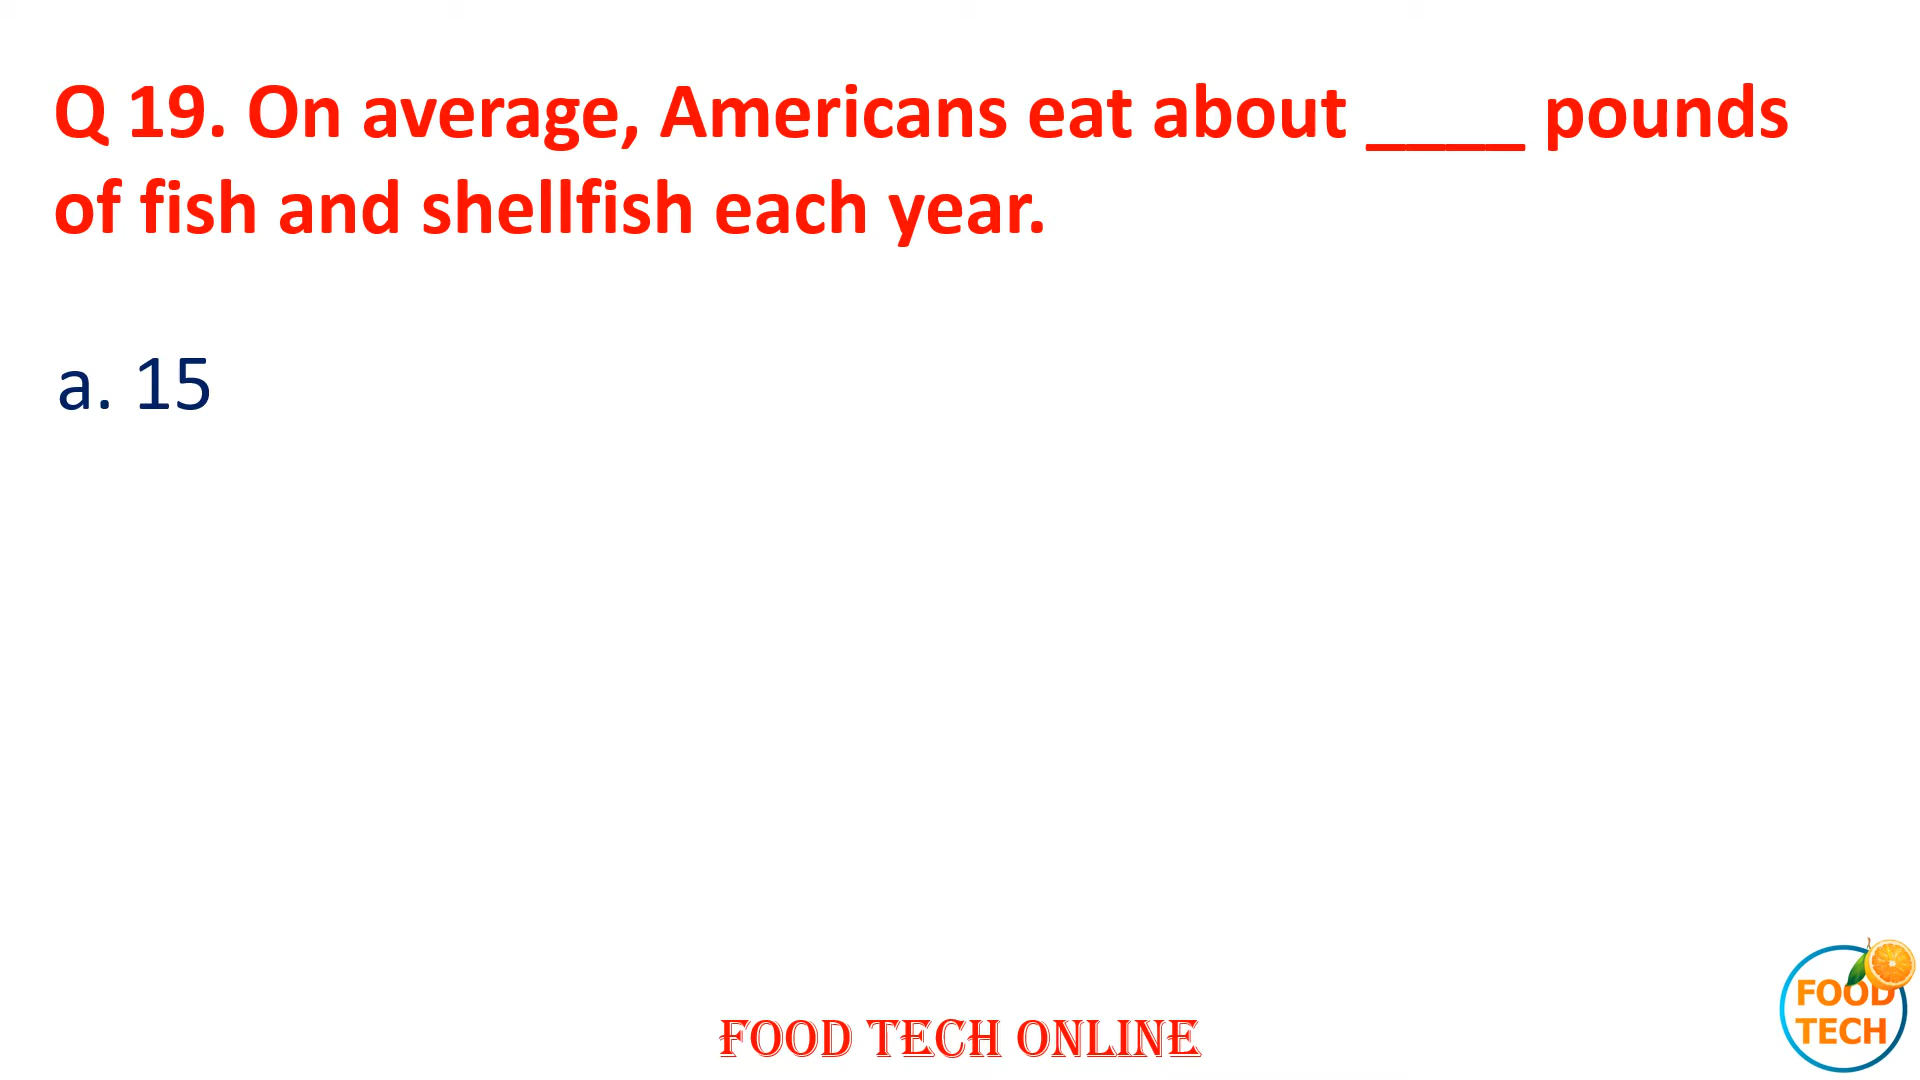 Q 19. On average, Americans eat about ____ pounds
of fish and shellfish each year.
a. 15
FOOD TECH ONLINE
FOOD
TECH